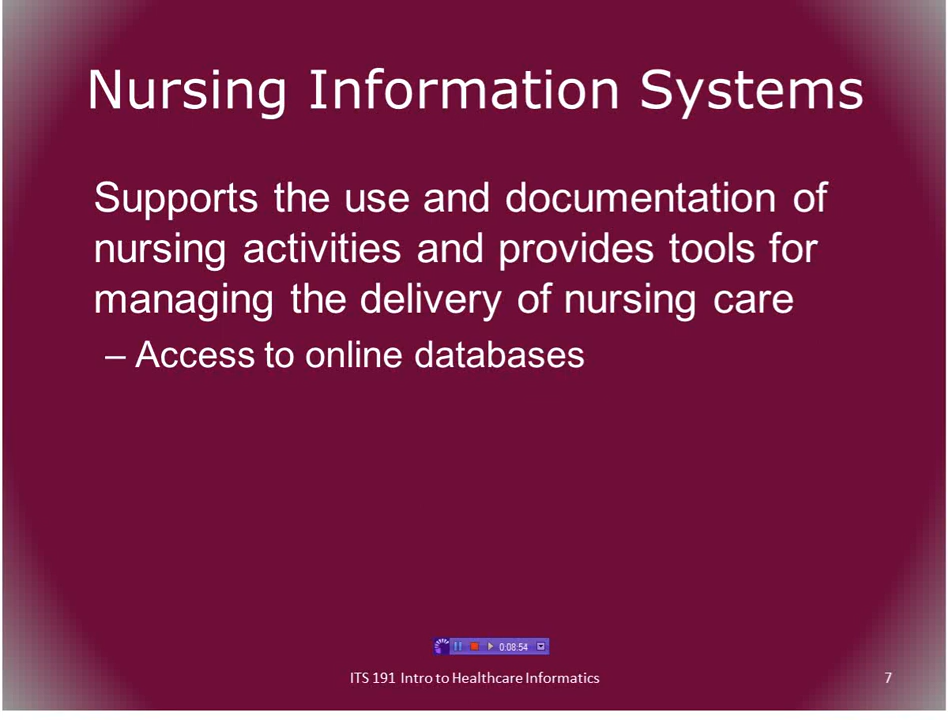 Nursing Information Systems
Supports the use and documentation of
nursing activities and provides tools for
managing the delivery of nursing care
– Access to online databases
0:08:54
ITS 191 Intro to Healthcare Informatics 7